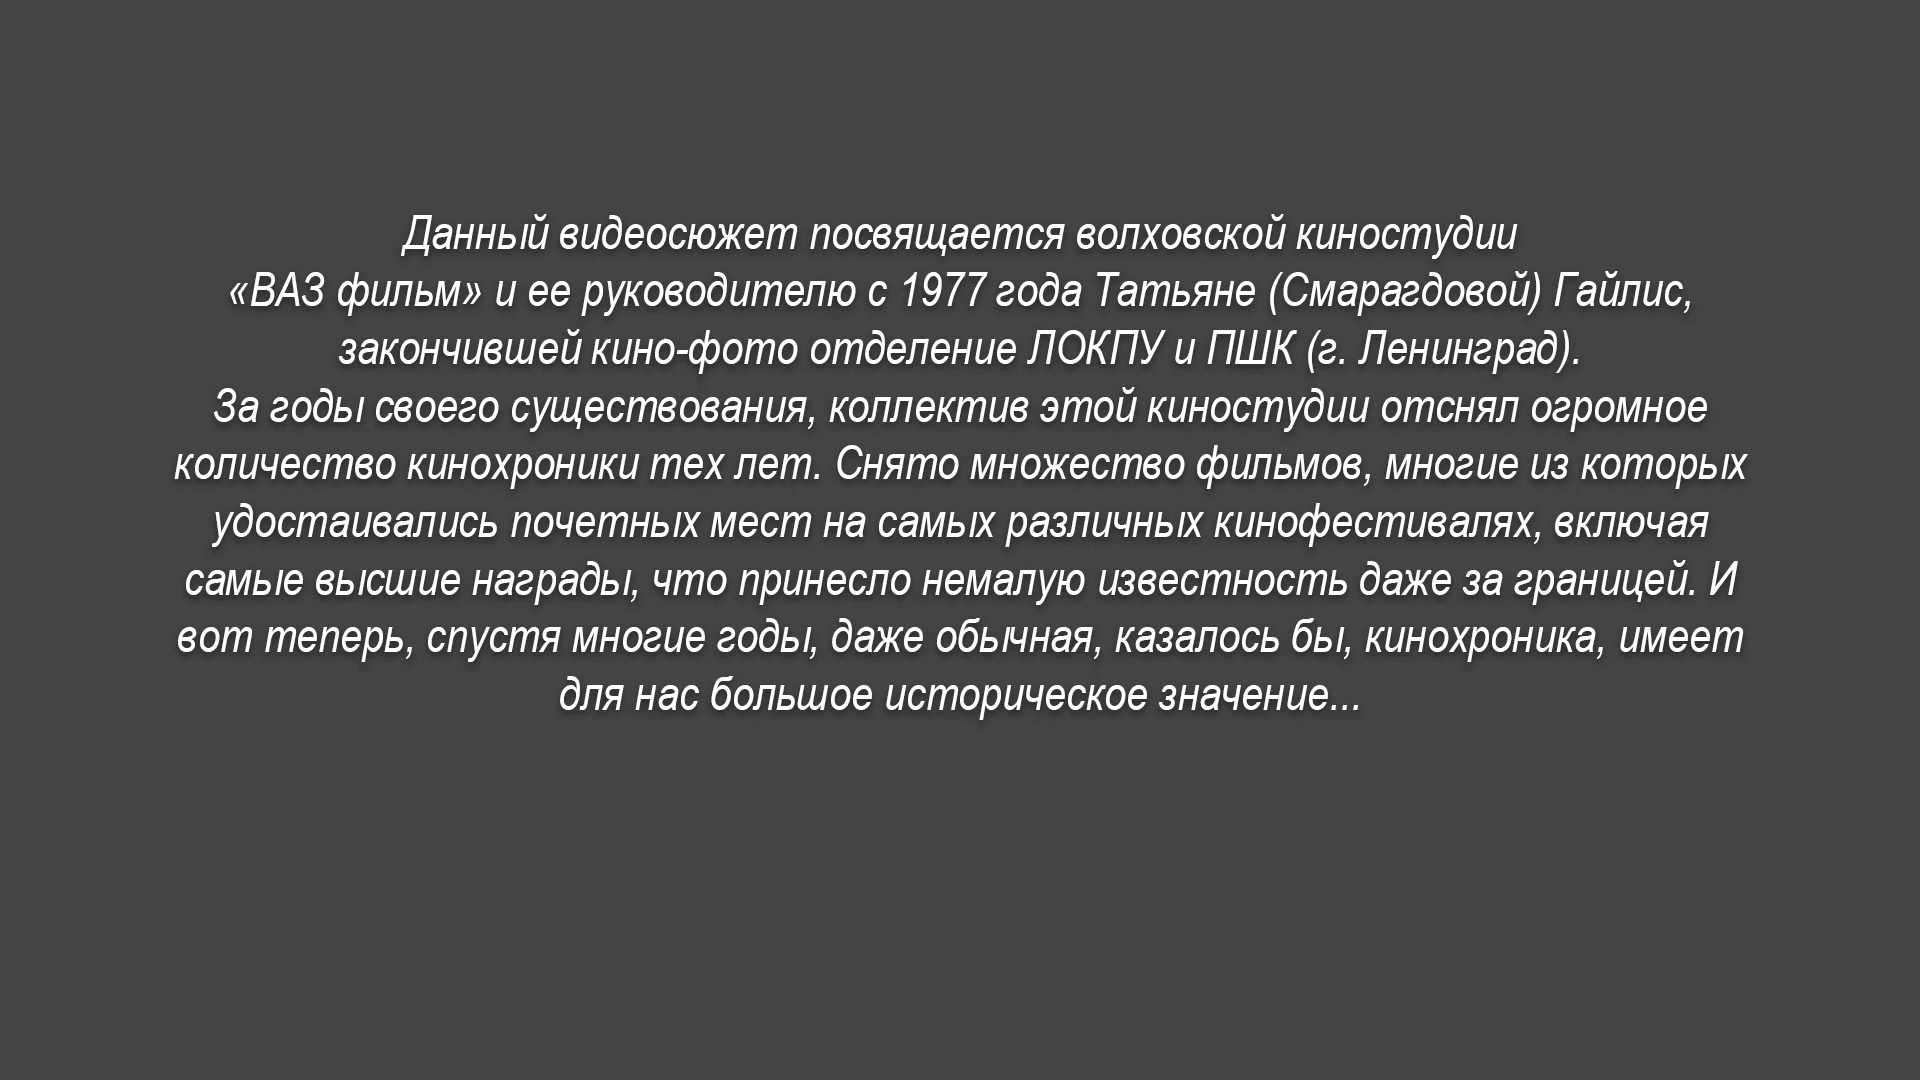 Данный видеосюжет посвящается волховской киностудии
«ВАЗ фильм» и ее руководителю с 1977 года Татьяне (Смарагдовой) Гайлис,
закончившей кино-фото отделение ЛОКПУ и ПШК (г. Ленинград).
За годы своего существования, коллектив этой киностудии отснял огромное
количество кинохроники тех лет. Снято множество фильмов, многие из которых
удостаивались почетных мест на самых различных кинофестивалях, включая
самые высшие награды, что принесло немалую известность даже за границей. И
вот теперь, спустя многие годы, даже обычная, казалось бы, кинохроника, имеет
для нас большое историческое значение...